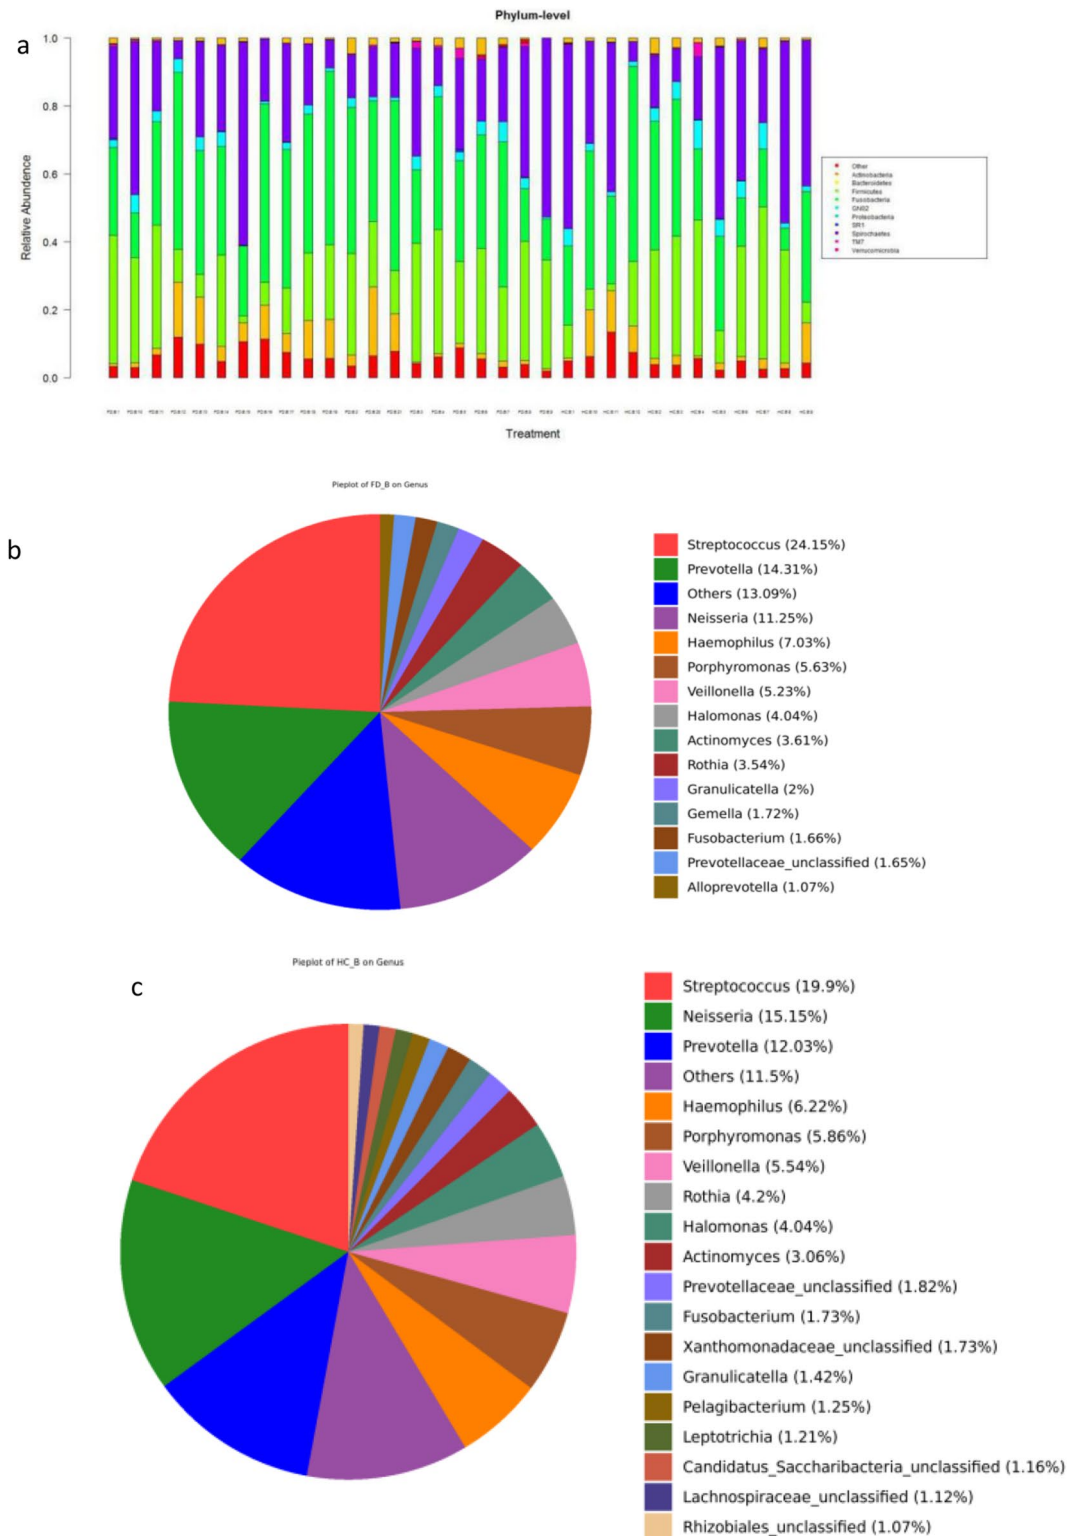 Phylum-level
a
1.0
0.8
0.6
0.4
0.2
0.0
Relative Abundance
Other
Actinobacteria
Bacteroidetes
Firmicutes
Fusobacteria
GN02
Proteobacteria
SR1
Spirochaetes
TM7
Verrucomicrobia
Treatment
Pieplot of FD_B on Genus
b
Streptococcus (24.15%)
Prevotella (14.31%)
Others (13.09%)
Neisseria (11.25%)
Haemophilus (7.03%)
Porphyromonas (5.63%)
Veillonella (5.23%)
Halomonas (4.04%)
Actinomyces (3.61%)
Rothia (3.54%)
Granulicatella (2%)
Gemella (1.72%)
Fusobacterium (1.66%)
Prevotellaceae_unclassified (1.65%)
Alloprevotella (1.07%)
Pieplot of HC_B on Genus
c
Streptococcus (19.9%)
Neisseria (15.15%)
Prevotella (12.03%)
Others (11.5%)
Haemophilus (6.22%)
Porphyromonas (5.86%)
Veillonella (5.54%)
Rothia (4.2%)
Halomonas (4.04%)
Actinomyces (3.06%)
Prevotellaceae_unclassified (1.82%)
Fusobacterium (1.73%)
Xanthomonadaceae_unclassified (1.73%)
Granulicatella (1.42%)
Pelagibacterium (1.25%)
Leptotrichia (1.21%)
Candidatus_Saccharibacteria_unclassified (1.16%)
Lachnospiraceae_unclassified (1.12%)
Rhizobiales_unclassified (1.07%)